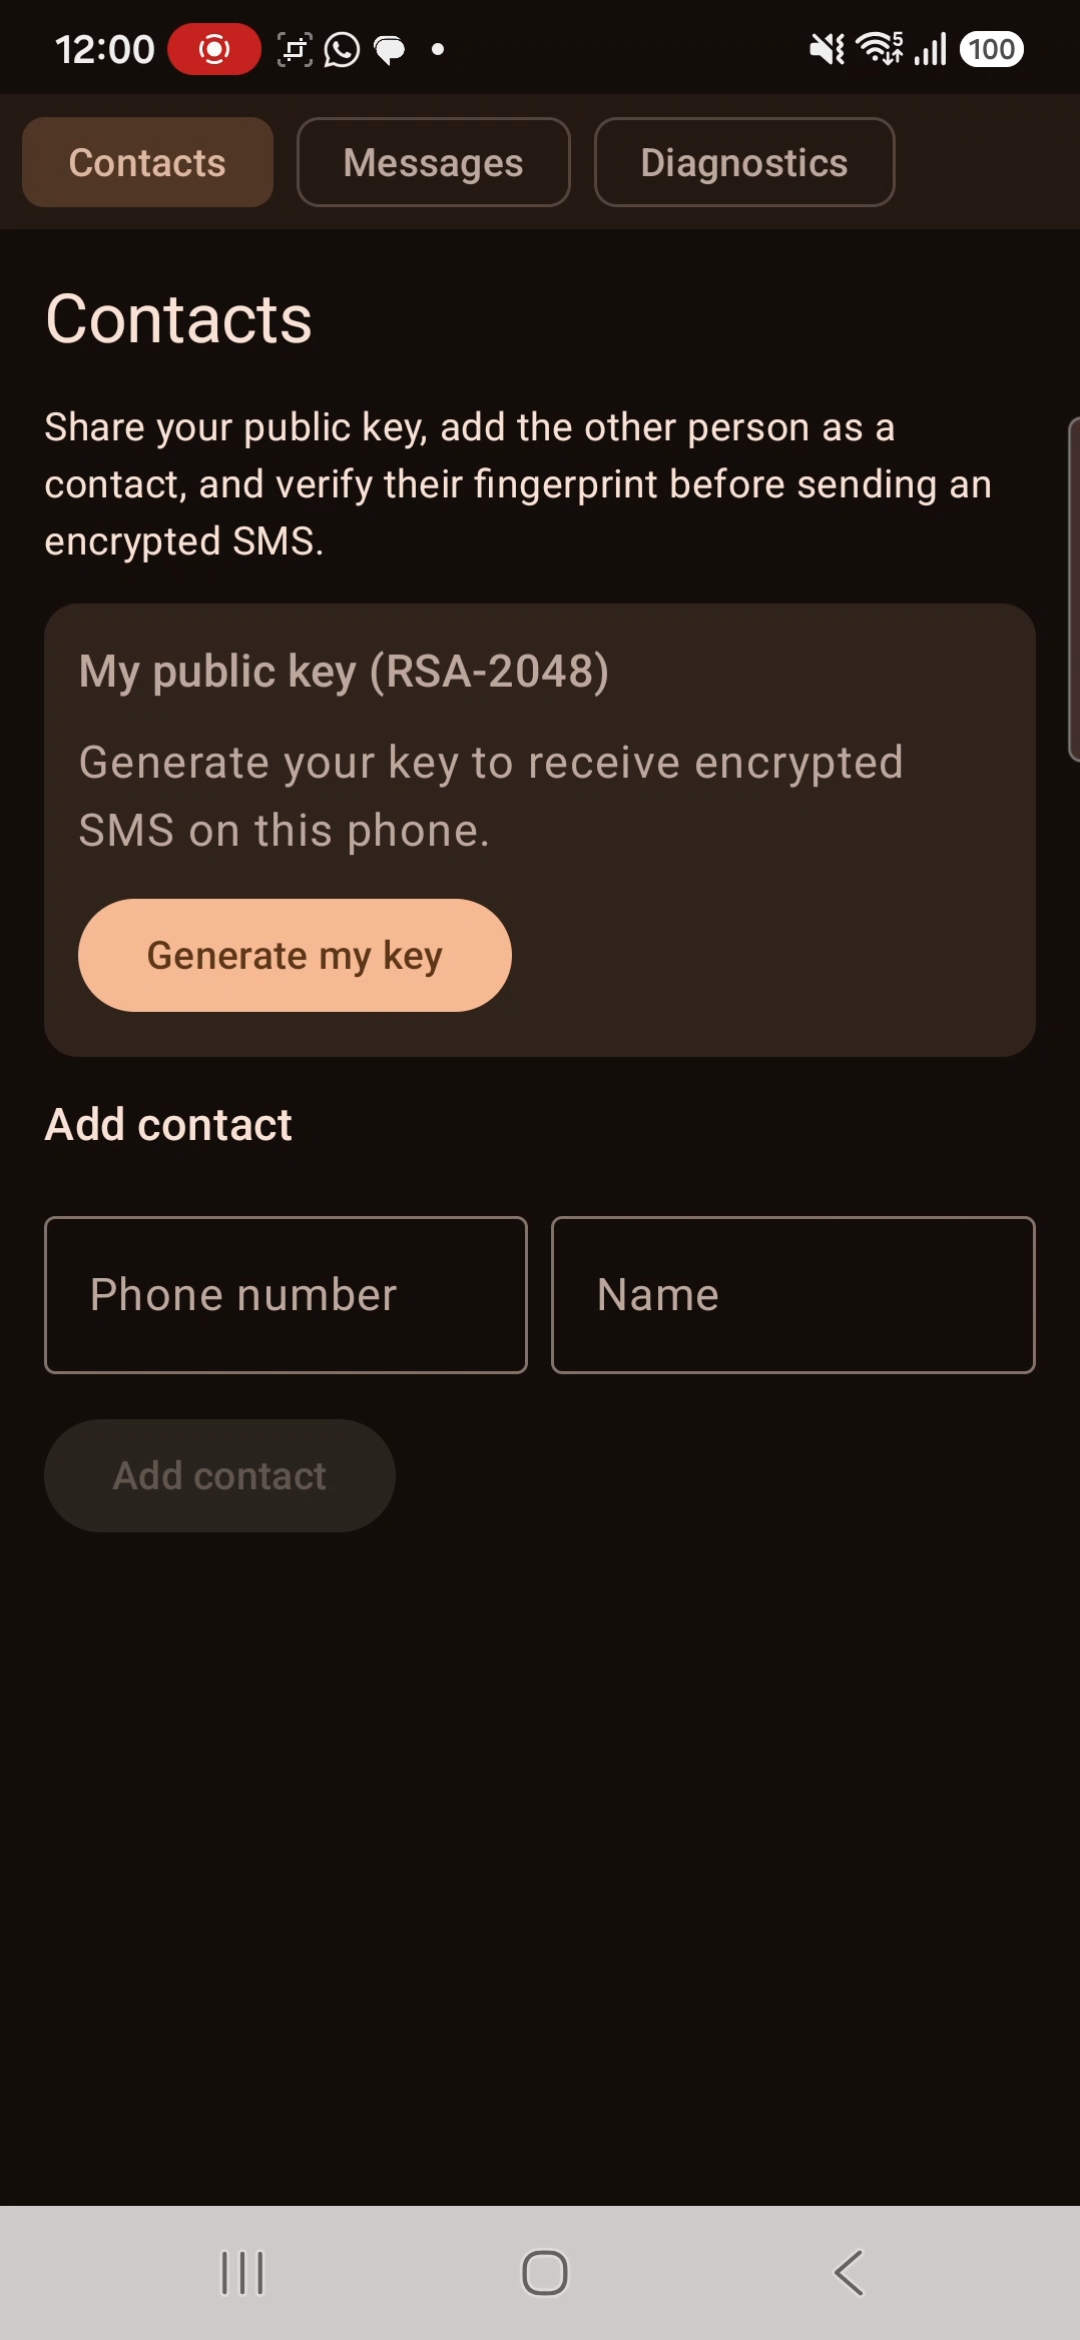 12:00
5
100
Contacts
Messages
Diagnostics
Contacts
Share your public key, add the other person as a
contact, and verify their fingerprint before sending an
encrypted SMS.
My public key (RSA-2048)
Generate your key to receive encrypted
SMS on this phone.
Generate my key
Add contact
Phone number
Name
Add contact